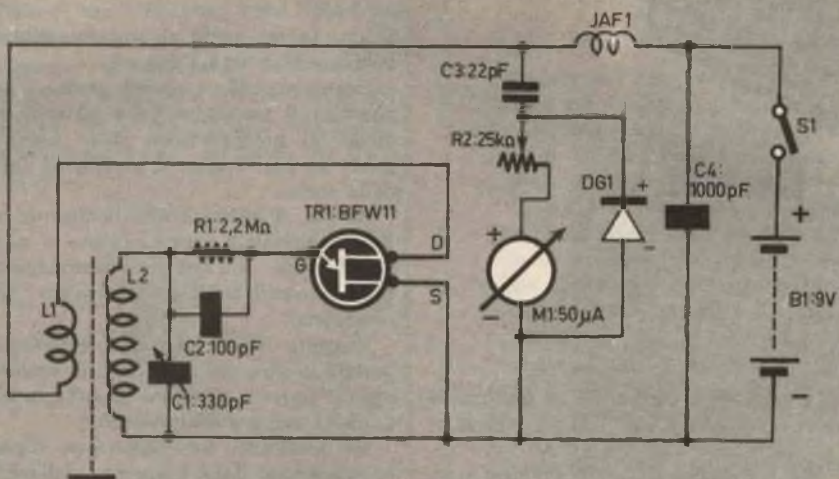 JAF1
C3:22pF
S1
R2:25kΩ
C4:
1000pF
DG1
+
TR1:BFW11
D
R1:2,2MΩ
+
G
+
-
L2
S
B1:9V
L1
-
M1:50µA
C2:100pF
C1:330pF
-